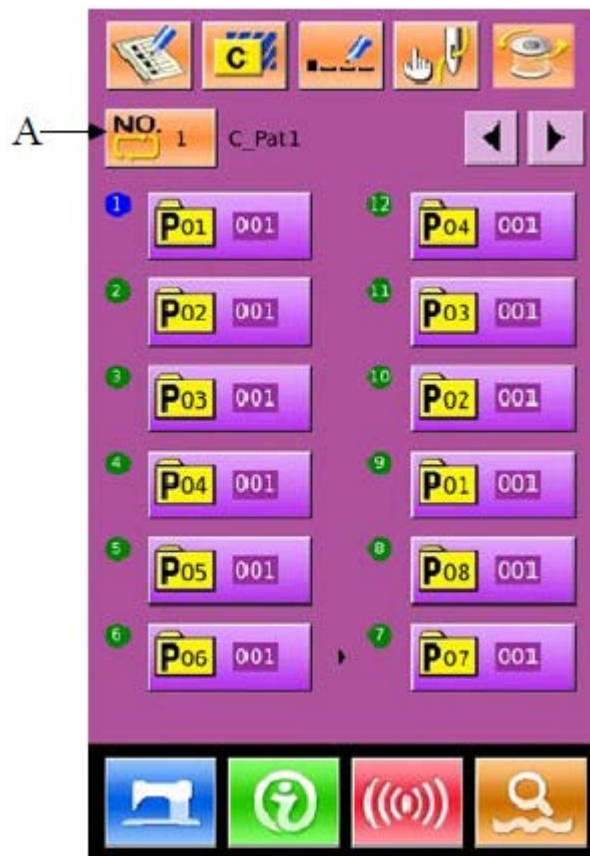 C
A NO. 1 C_Pat1
1 P01 001 12 P04 001
2 P02 001 11 P03 001
3 P03 001 10 P02 001
4 P04 001 9 P01 001
5 P05 001 8 P08 001
6 P06 001 7 P07 001
i